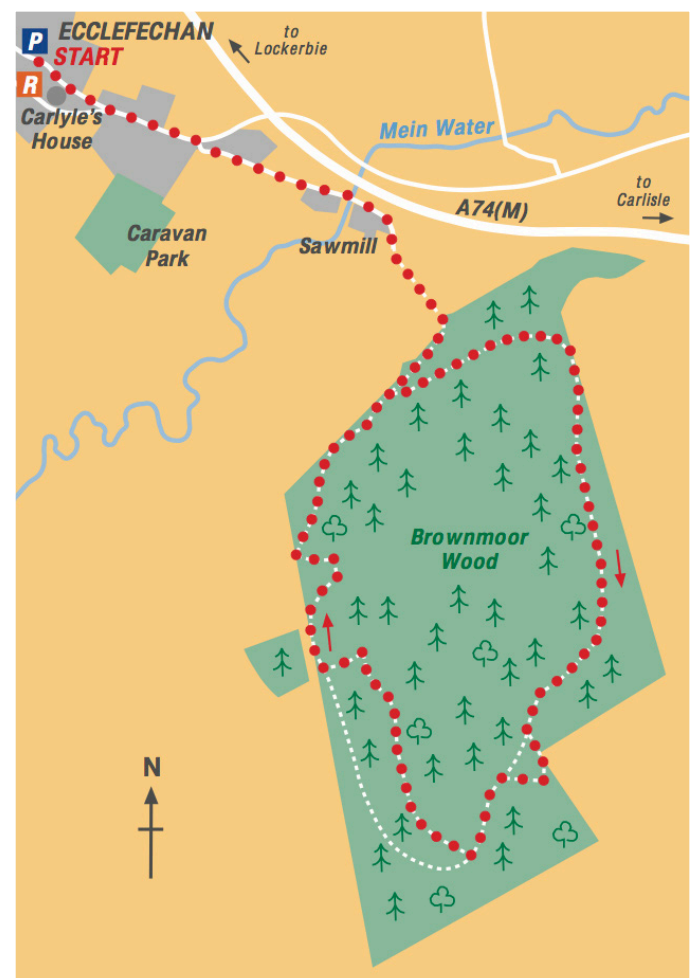 P
ECCLEFECHAN
START
R
Carlyle's
House
to
Lockerbie
Mein Water
A74(M)
to
Carlisle
Caravan
Park
Sawmill
Brownmoor
Wood
N